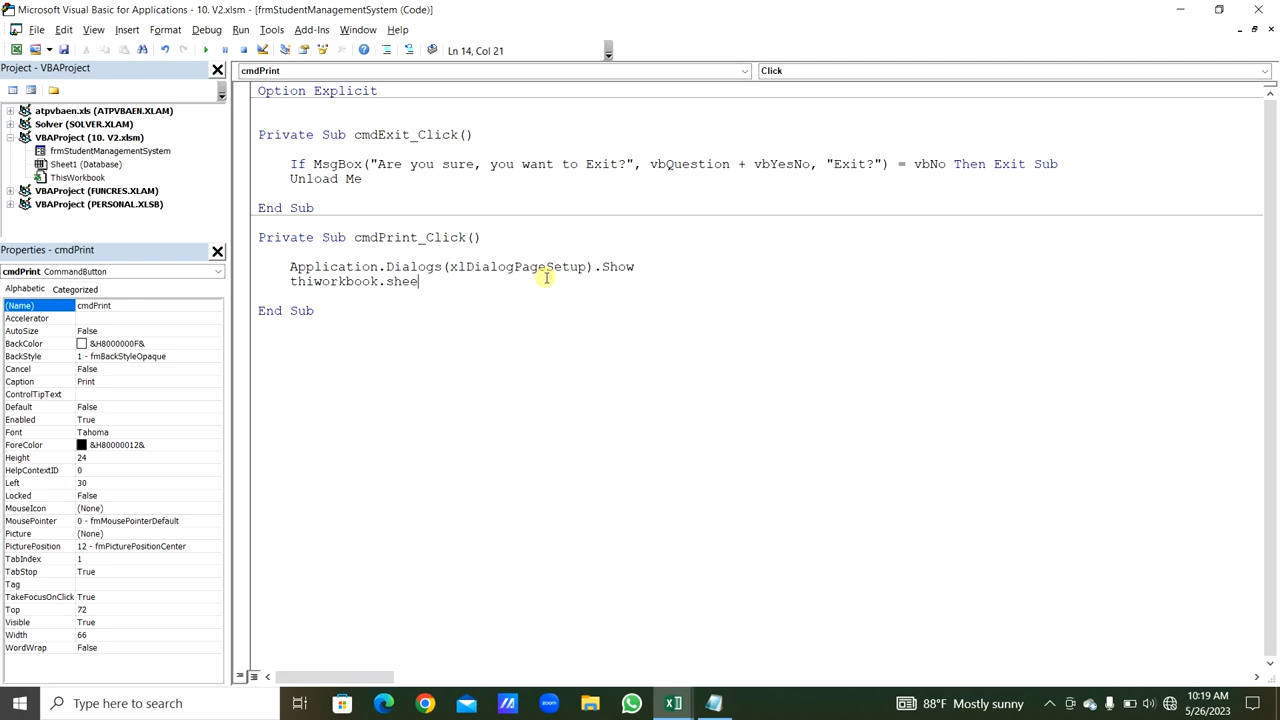 Microsoft Visual Basic for Applications - 10. V2.xlsm - [frmStudentManagementSystem (Code)]
File Edit View Insert Format Debug Run Tools Add-Ins Window Help
Ln 14, Col 21
Project - VBAProject
atpvbaen.xls (ATPVBAEN.XLAM)
Solver (SOLVER.XLAM)
VBAProject (10. V2.xlsm)
frmStudentManagementSystem
Sheet1 (Database)
ThisWorkbook
VBAProject (FUNCRES.XLAM)
VBAProject (PERSONAL.XLSB)
Properties - cmdPrint
cmdPrint CommandButton
Alphabetic Categorized
(Name) cmdPrint
Accelerator
AutoSize False
BackColor &H8000000F&
BackStyle 1 - fmBackStyleOpaque
Cancel False
Caption Print
ControlTipText
Default False
Enabled True
Font Tahoma
ForeColor &H80000012&
Height 24
HelpContextID 0
Left 30
Locked False
MouseIcon (None)
MousePointer 0 - fmMousePointerDefault
Picture (None)
PicturePosition 12 - fmPicturePositionCenter
TabIndex 1
TabStop True
Tag
TakeFocusOnClick True
Top 72
Visible True
Width 66
WordWrap False
cmdPrint Click
Option Explicit
Private Sub cmdExit_Click()
If MsgBox("Are you sure, you want to Exit?", vbQuestion + vbYesNo, "Exit?") = vbNo Then Exit Sub
Unload Me
End Sub
Private Sub cmdPrint_Click()
Application.Dialogs(xlDialogPageSetup).Show
thiworkbook.shee
End Sub
Type here to search
zoom
88°F Mostly sunny
10:19 AM
5/26/2023